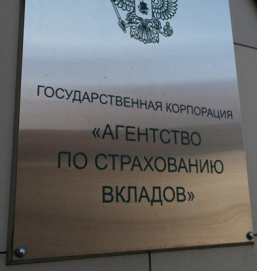 ГОСУДАРСТВЕННАЯ КОРПОРАЦИЯ
«АГЕНТСТВО
ПО СТРАХОВАНИЮ
ВКЛАДОВ»